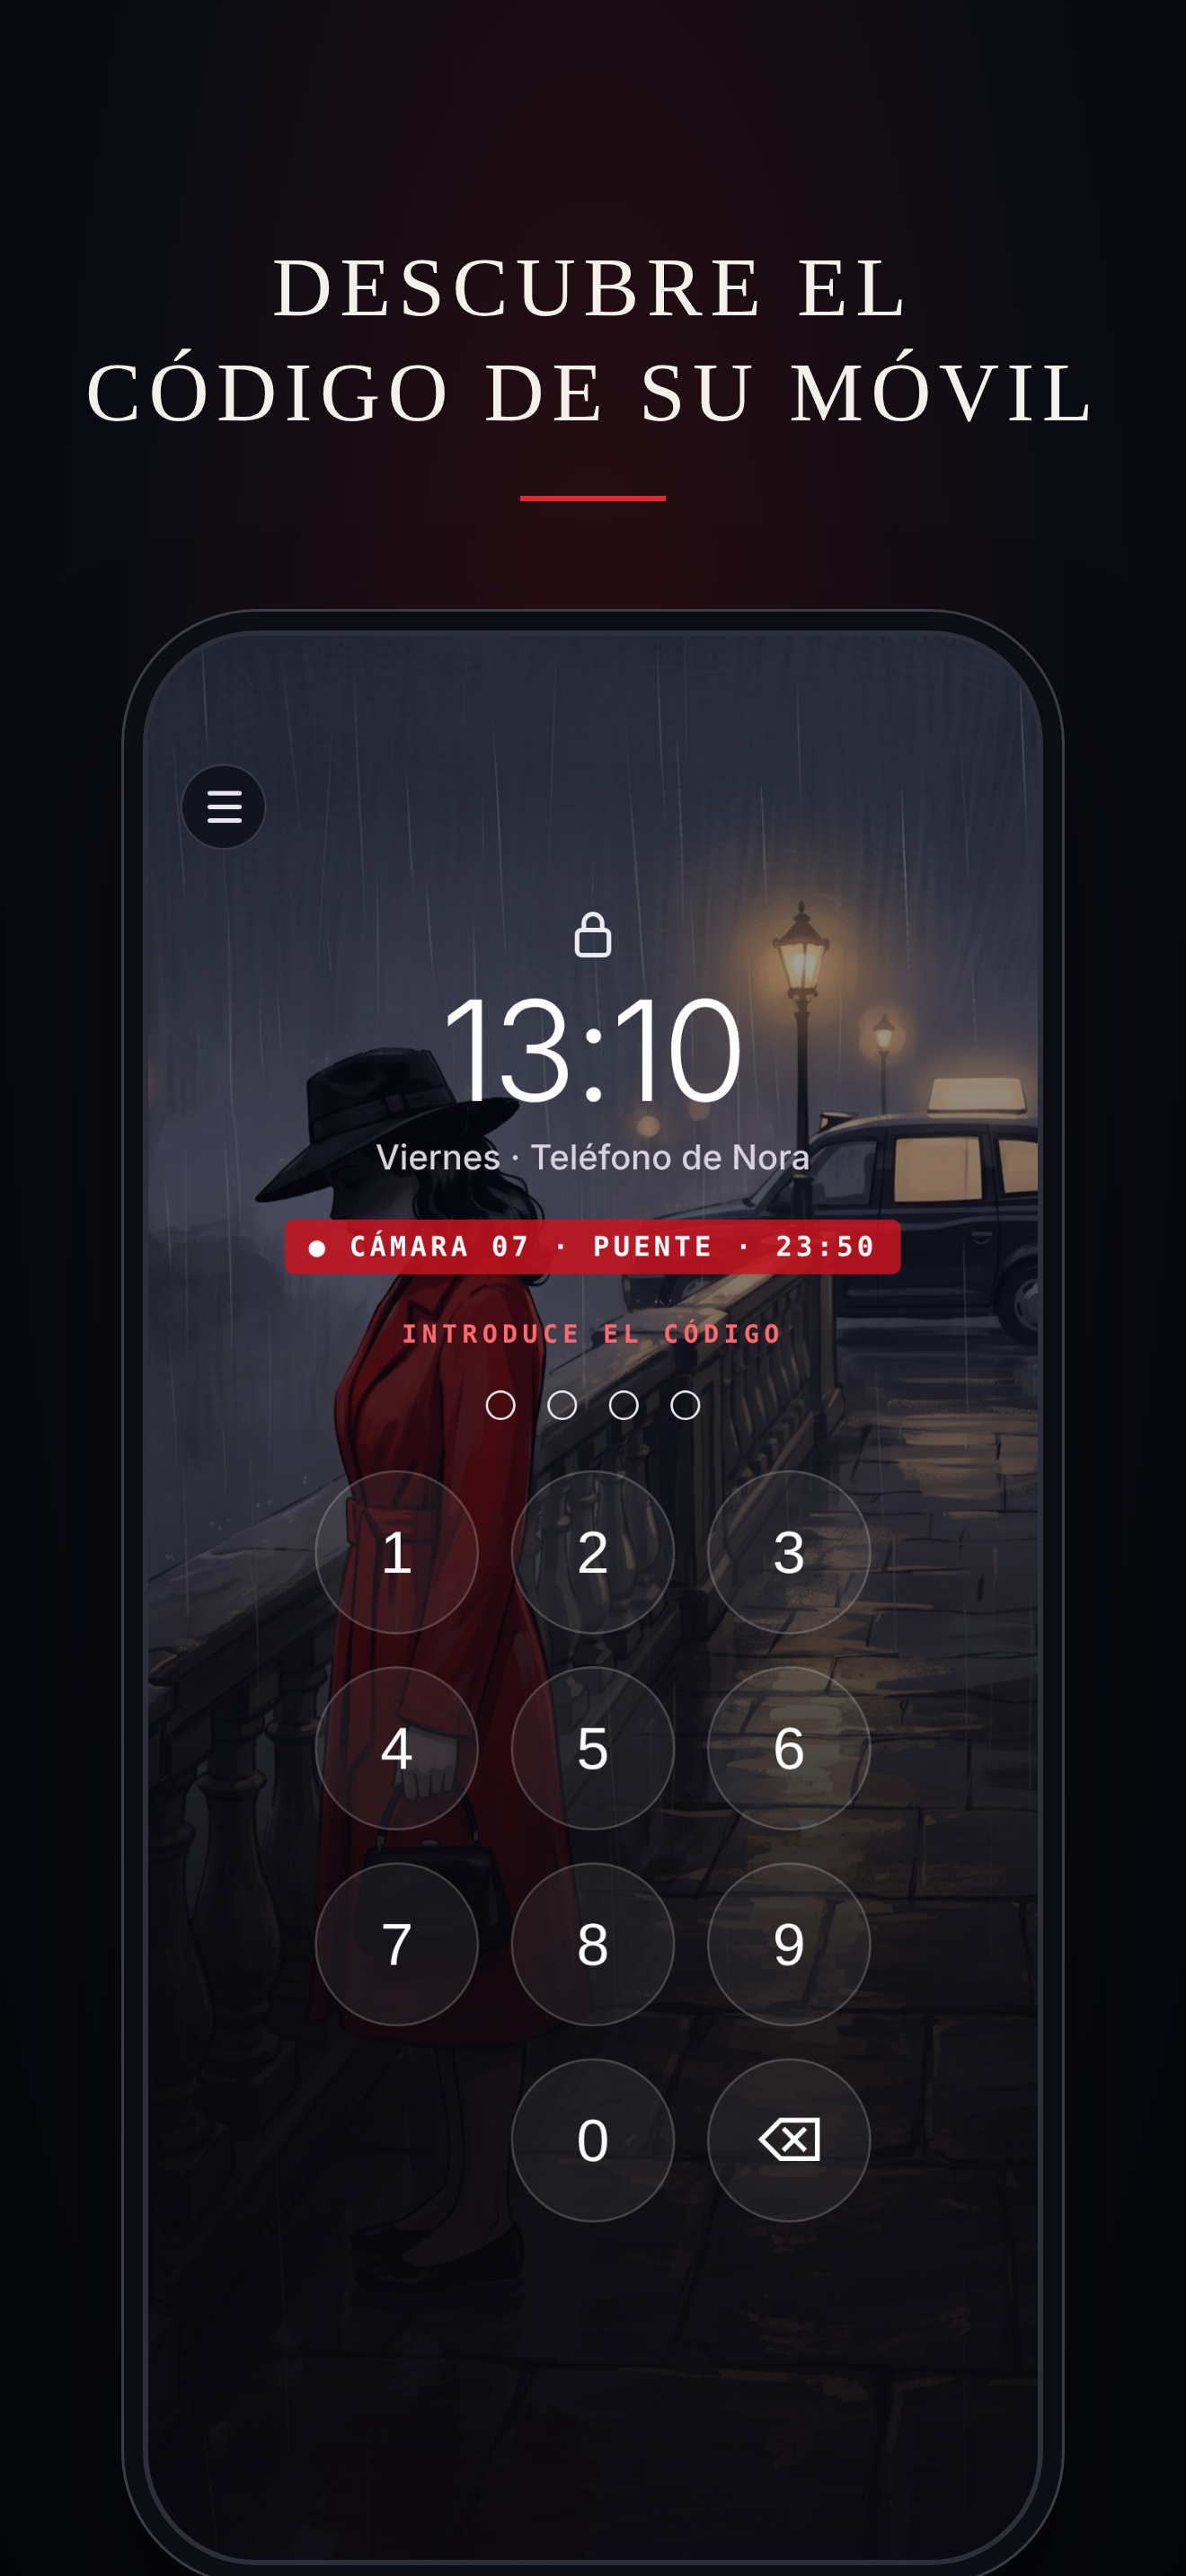 DESCUBRE EL
CÓDIGO DE SU MÓVIL
13:10
Viernes · Teléfono de Nora
● CÁMARA 07 · PUENTE · 23:50
INTRODUCE EL CÓDIGO
1 2 3
4 5 6
7 8 9
0